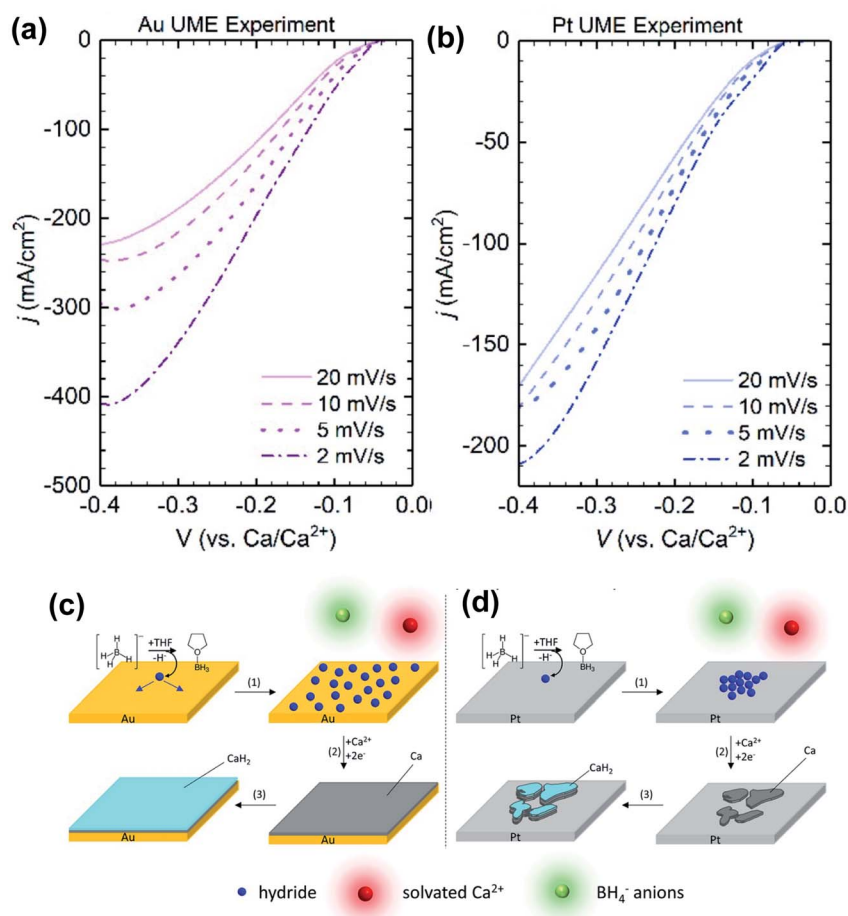 (a)
Au UME Experiment
0
-100
-200
-300
-400
-500
j (mA/cm²)
20 mV/s
10 mV/s
5 mV/s
2 mV/s
-0.4 -0.3 -0.2 -0.1 0.0
V (vs. Ca/Ca²⁺)
(b)
Pt UME Experiment
0
-50
-100
-150
-200
j (mA/cm²)
20 mV/s
10 mV/s
5 mV/s
2 mV/s
-0.4 -0.3 -0.2 -0.1 0.0
V (vs. Ca/Ca²⁺)
(c)
H
H B H
H
−
+THF
-H⁻
O
BH₃
(1)
Au
Au
(2)
+Ca²⁺
+2e⁻
CaH₂
Ca
(3)
Au
Au
(d)
H
H B H
H
−
+THF
-H⁻
O
BH₃
(1)
Pt
Pt
(2)
+Ca²⁺
+2e⁻
CaH₂
Ca
(3)
Pt
Pt
hydride
solvated Ca²⁺
BH₄⁻ anions